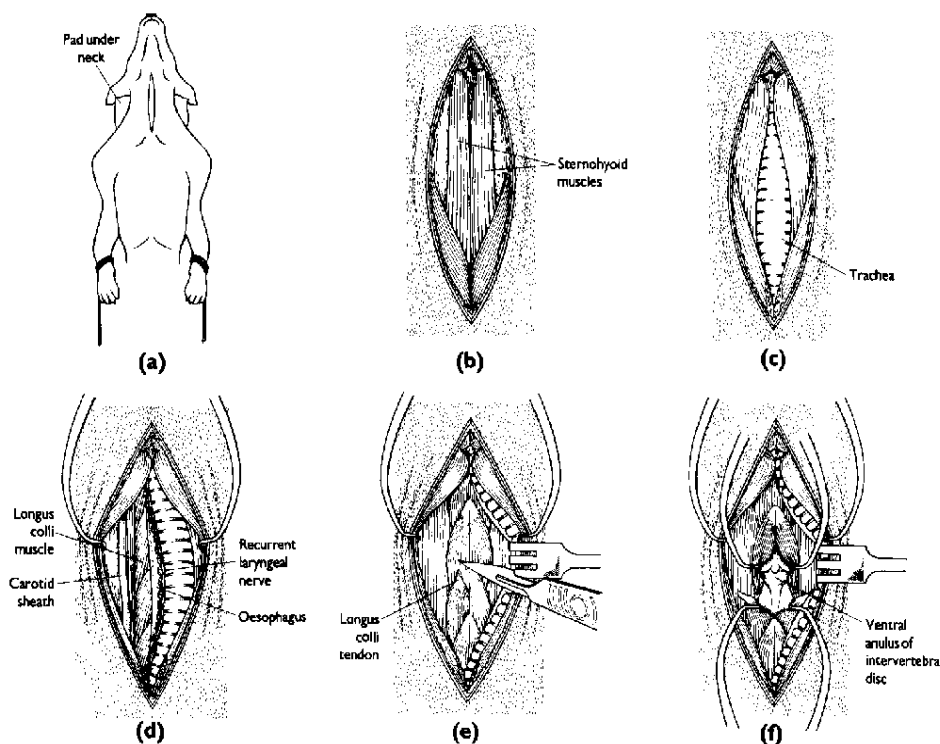 Pad under
neck
(a)
Sternohyoid
muscles
(b)
Trachea
(c)
Longus
colli
muscle
Carotid
sheath
Recurrent
laryngeal
nerve
Oesophagus
(d)
Longus
colli
tendon
(e)
Ventral
anulus of
intervertebra
disc
(f)